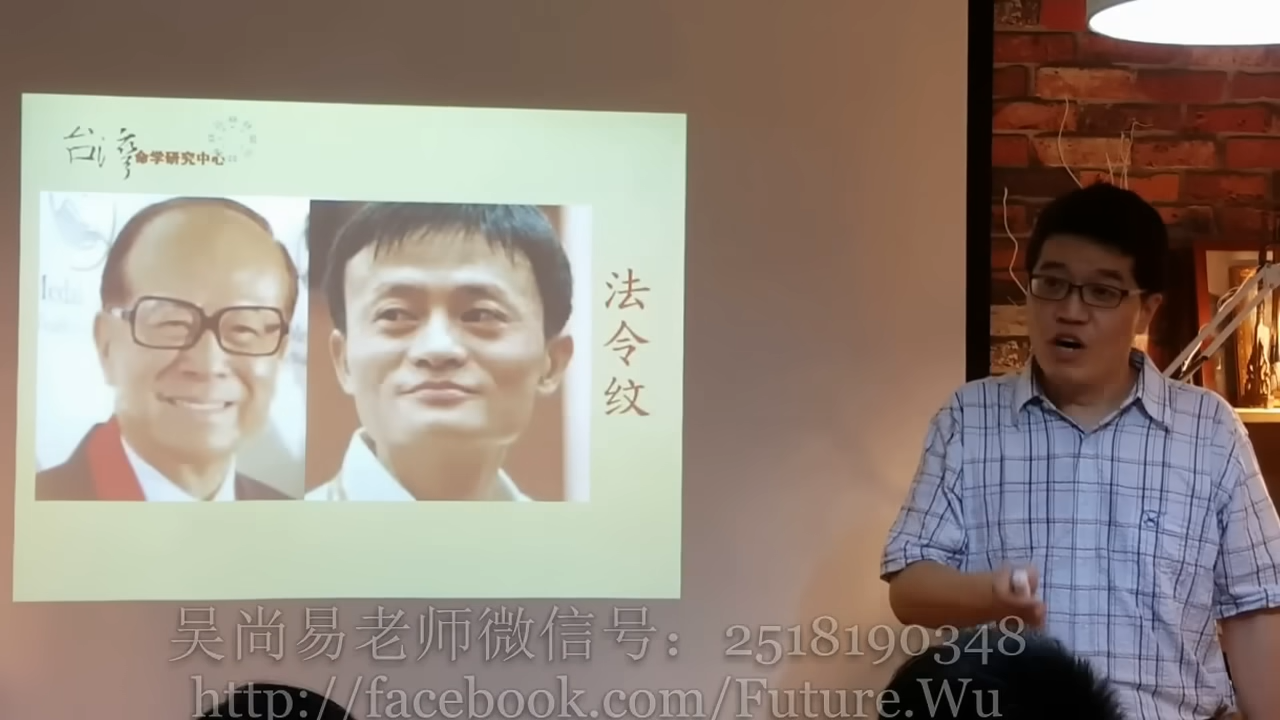 台湾
命学研究中心
法令纹
吴尚易老师微信号：2518190348
http://facebook.com/Future.Wu